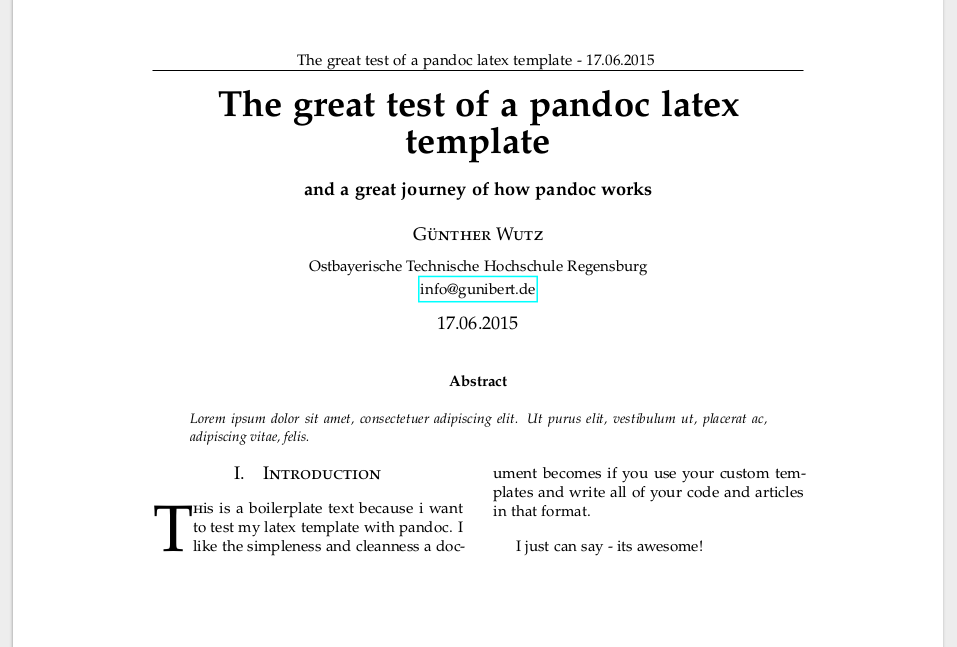 The great test of a pandoc latex template - 17.06.2015
The great test of a pandoc latex
template
and a great journey of how pandoc works
Günther Wutz
Ostbayerische Technische Hochschule Regensburg
info@gunibert.de
17.06.2015
Abstract
Lorem ipsum dolor sit amet, consectetuer adipiscing elit. Ut purus elit, vestibulum ut, placerat ac,
adipiscing vitae, felis.
I. Introduction
This is a boilerplate text because i want
to test my latex template with pandoc. I
like the simpleness and cleanness a doc-
ument becomes if you use your custom tem-
plates and write all of your code and articles
in that format.
I just can say - its awesome!